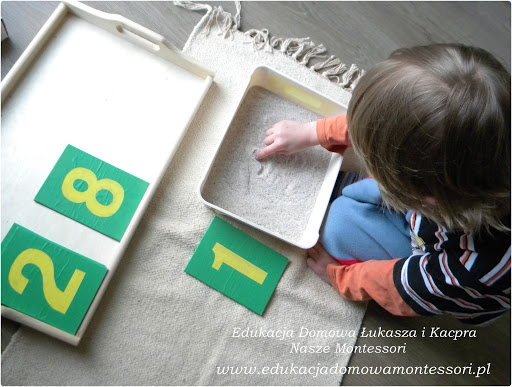 8
2
1
Edukacja Domowa Łukasza i Kacpra
Nasze Montessori
www.edukacjadomowamontessori.pl